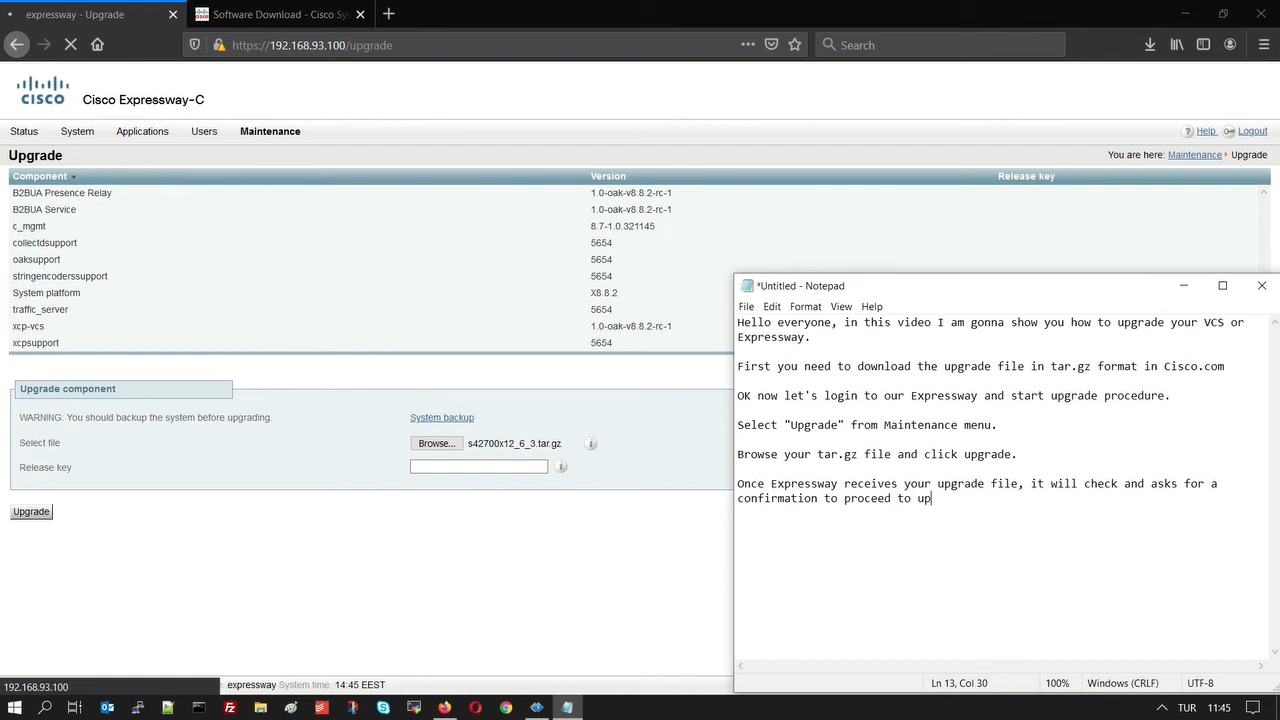 expressway - Upgrade
Software Download - Cisco Sy
https://192.168.93.100/upgrade
Search
CISCO
Cisco Expressway-C
Status System Applications Users Maintenance
Help Logout
Upgrade
You are here: Maintenance Upgrade
Component Version Release key
B2BUA Presence Relay 1.0-oak-v8.8.2-rc-1
B2BUA Service 1.0-oak-v8.8.2-rc-1
c_mgmt 8.7-1.0.321145
collectdsupport 5654
oaksupport 5654
stringencoderssupport 5654
System platform X8.8.2
traffic_server 5654
xcp-vcs 1.0-oak-v8.8.2-rc-1
xcpsupport 5654
Upgrade component
WARNING: You should backup the system before upgrading. System backup
Select file Browse... s42700x12_6_3.tar.gz
Release key
Upgrade
*Untitled - Notepad
File Edit Format View Help
Hello everyone, in this video I am gonna show you how to upgrade your VCS or
Expressway.
First you need to download the upgrade file in tar.gz format in Cisco.com
OK now let's login to our Expressway and start upgrade procedure.
Select "Upgrade" from Maintenance menu.
Browse your tar.gz file and click upgrade.
Once Expressway receives your upgrade file, it will check and asks for a
confirmation to proceed to up
Ln 13, Col 30 100% Windows (CRLF) UTF-8
192.168.93.100
expressway System time: 14:45 EEST
TUR 11:45